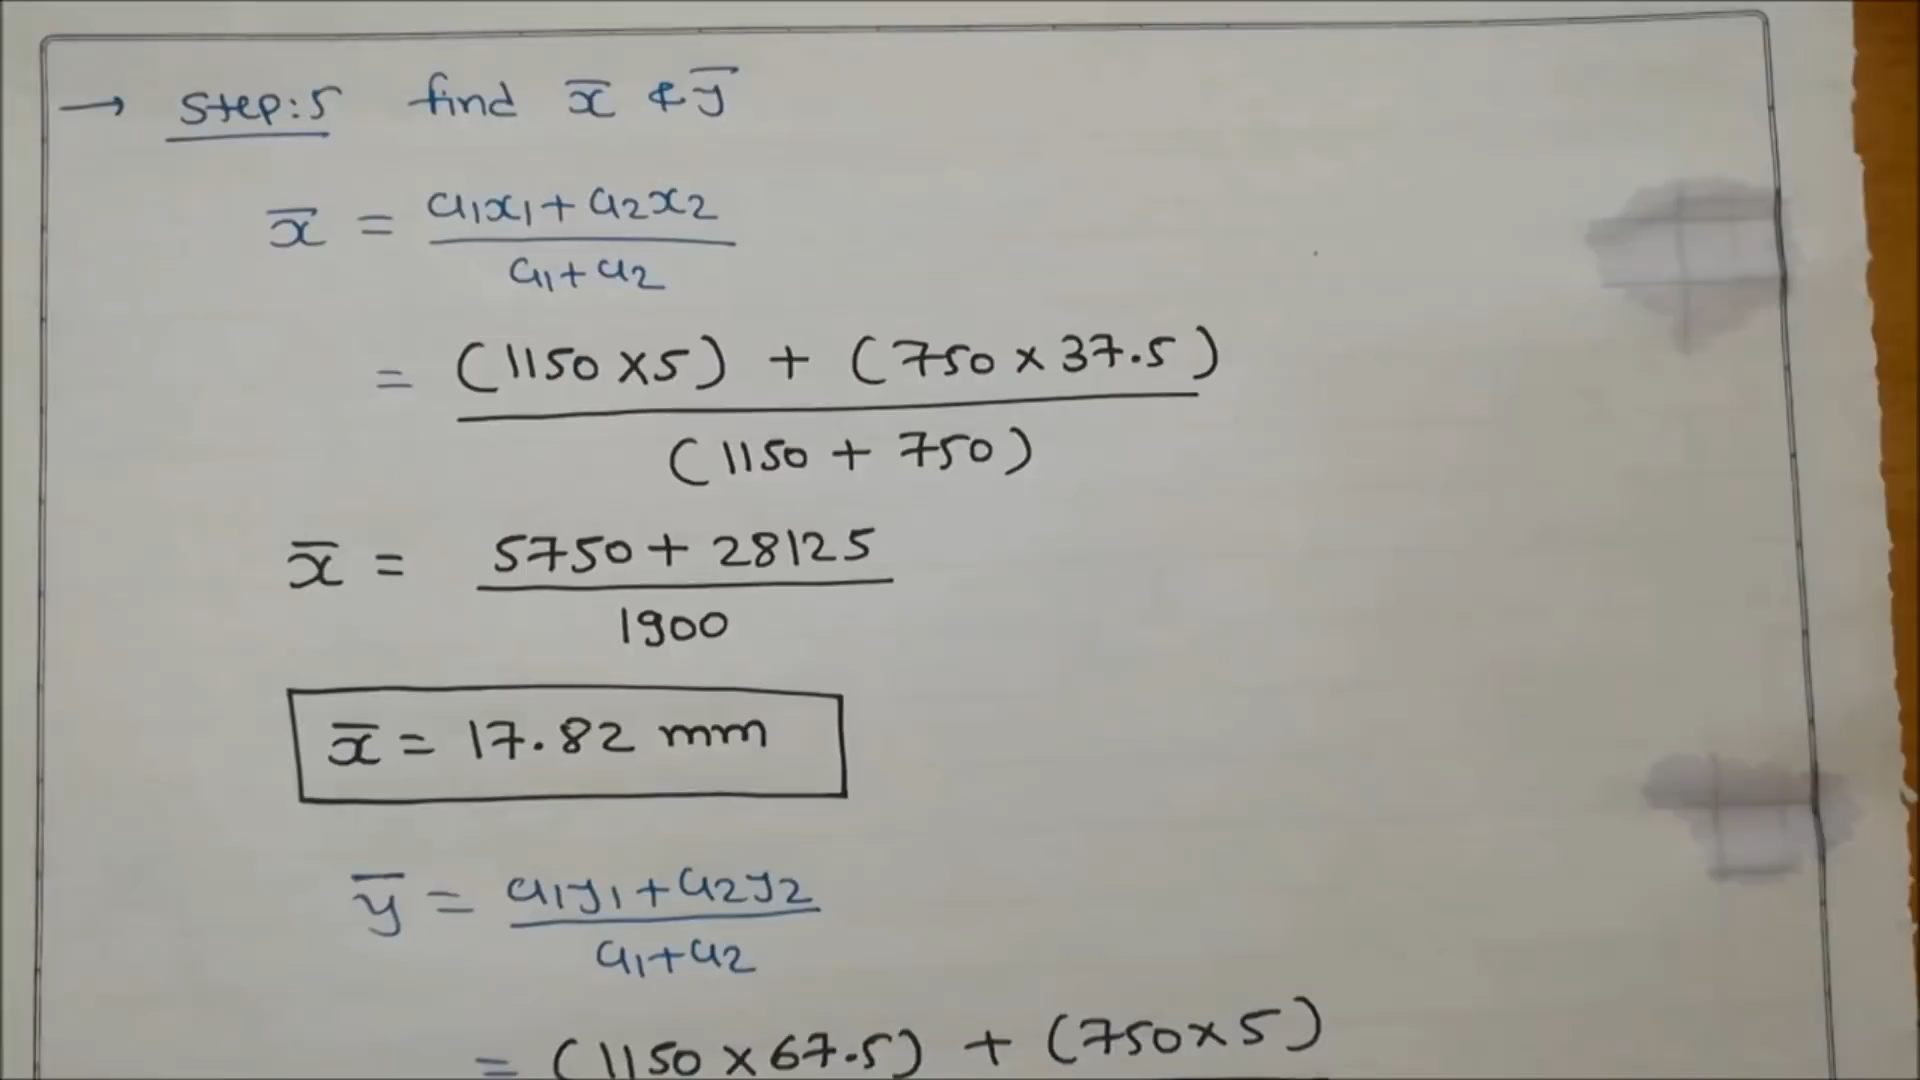 → Step:5 find x̄ & ȳ
x̄ = a1x1 + a2x2
a1 + a2
= (1150 x 5) + (750 x 37.5)
(1150 + 750)
x̄ = 5750 + 28125
1900
x̄ = 17.82 mm
ȳ = a1y1 + a2y2
a1 + a2
= (1150 x 67.5) + (750 x 5)